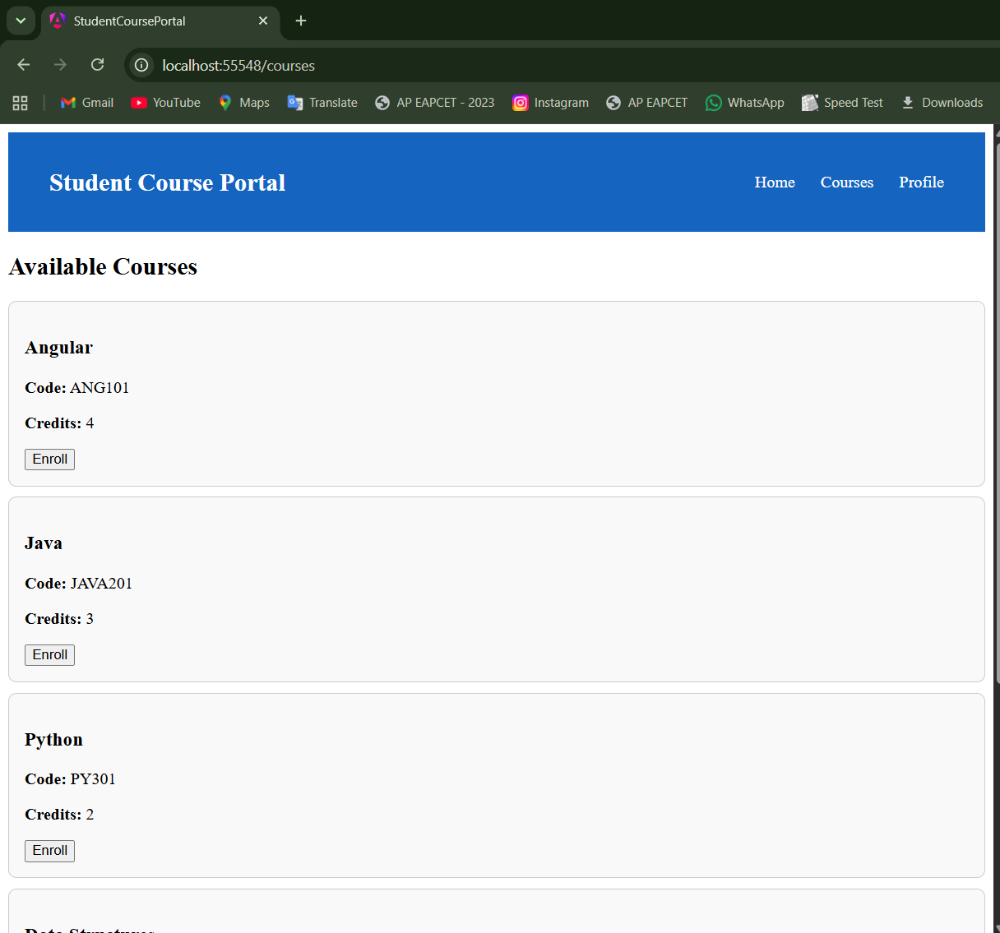 StudentCoursePortal
localhost:55548/courses
Gmail YouTube Maps Translate AP EAPCET - 2023 Instagram AP EAPCET WhatsApp Speed Test Downloads
Student Course Portal Home Courses Profile
Available Courses
Angular
Code: ANG101
Credits: 4
Enroll
Java
Code: JAVA201
Credits: 3
Enroll
Python
Code: PY301
Credits: 2
Enroll
Data Structures